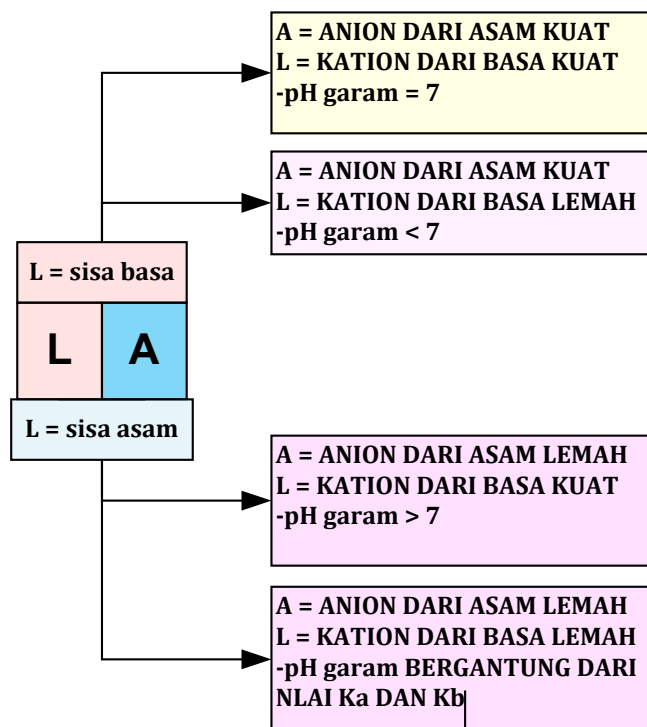 A = ANION DARI ASAM KUAT
L = KATION DARI BASA KUAT
-pH garam = 7
A = ANION DARI ASAM KUAT
L = KATION DARI BASA LEMAH
-pH garam < 7
L = sisa basa
L A
L = sisa asam
A = ANION DARI ASAM LEMAH
L = KATION DARI BASA KUAT
-pH garam > 7
A = ANION DARI ASAM LEMAH
L = KATION DARI BASA LEMAH
-pH garam BERGANTUNG DARI
NLAI Ka DAN Kb